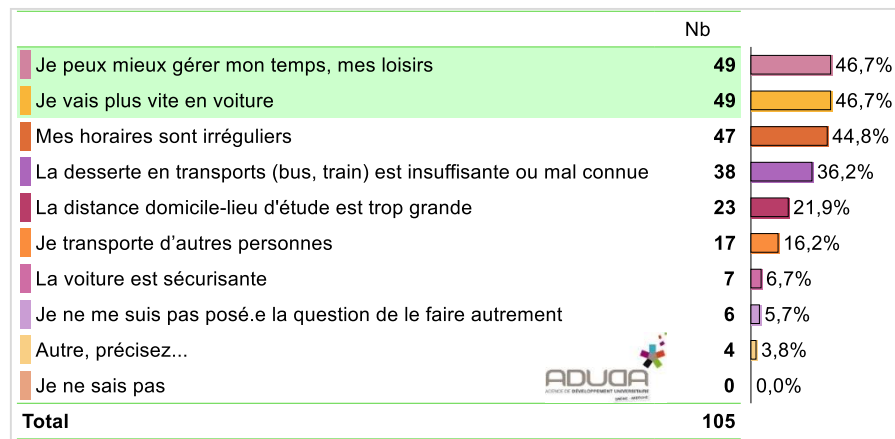 Nb
Je peux mieux gérer mon temps, mes loisirs 49 46,7%
Je vais plus vite en voiture 49 46,7%
Mes horaires sont irréguliers 47 44,8%
La desserte en transports (bus, train) est insuffisante ou mal connue 38 36,2%
La distance domicile-lieu d'étude est trop grande 23 21,9%
Je transporte d’autres personnes 17 16,2%
La voiture est sécurisante 7 6,7%
Je ne me suis pas posé.e la question de le faire autrement 6 5,7%
Autre, précisez... 4 3,8%
ADUDA
AGENCE DE DÉVELOPPEMENT UNIVERSITAIRE
Je ne sais pas 0 0,0%
Total 105